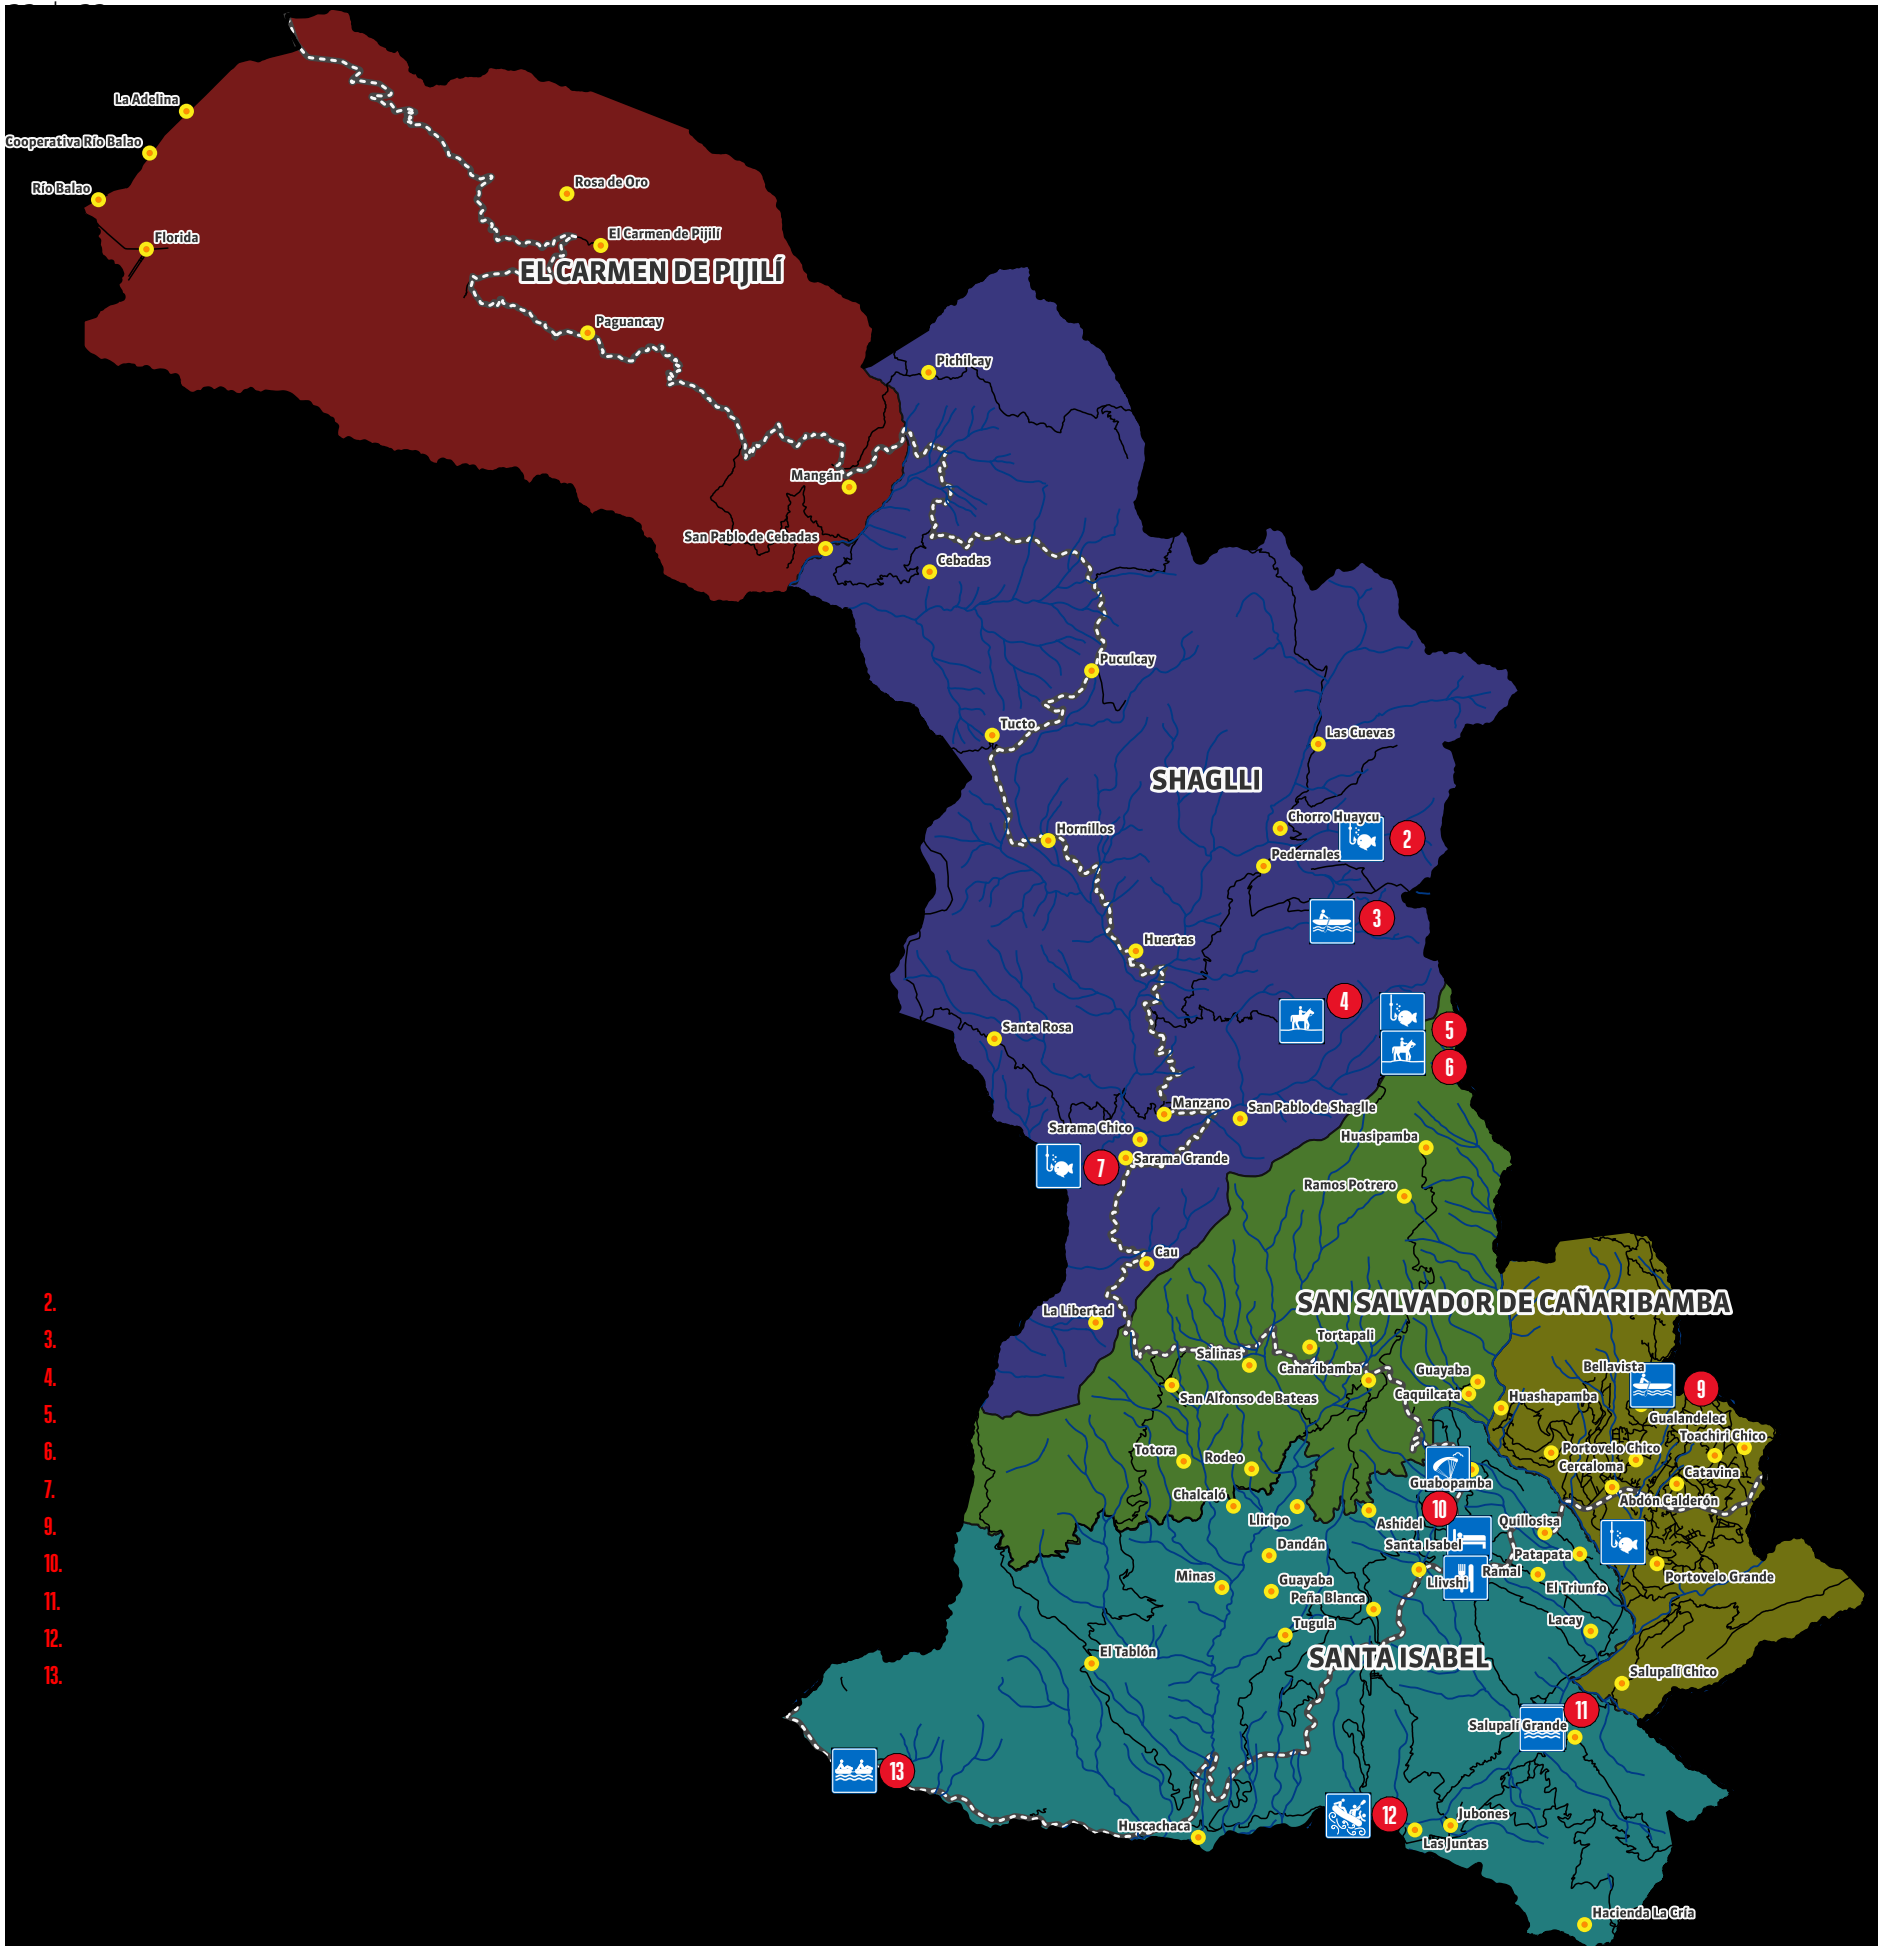 La Adelina
Cooperativa Río Balao
Río Balao
Florida
Rosa de Oro
El Carmen de Pijilí
EL CARMEN DE PIJILÍ
Paguancay
Pichilcay
Mangán
San Pablo de Cebadas
Cebadas
Puculcay
Tucto
Las Cuevas
SHAGLLI
Chorro Huaycu
Hornillos
2
Pedernales
3
Huertas
4
Santa Rosa
5
6
Manzano
San Pablo de Shaglle
Sarama Chico
Huasipamba
Sarama Grande
7
Ramos Potrero
Cau
La Libertad
SAN SALVADOR DE CAÑARIBAMBA
Tortapali
Salinas
Canaribamba
Guayaba
Bellavista
San Alfonso de Bateas
Caquilcata
Huashapamba
9
Gualandelec
Toachiri Chico
Totora
Rodeo
Portovelo Chico
Cercaloma
Catavina
Guabopamba
Chalcaló
Abdón Calderón
10
Lliripo
Ashidel
Quillosisa
Dandán
Santa Isabel
Patapata
Minas
Guayaba
Llivshi
Ramal
El Triunfo
Portovelo Grande
Peña Blanca
Tugula
Lacay
El Tablón
SANTA ISABEL
Salupalí Chico
11
Salupalí Grande
13
12
Jubones
Huscachaca
Las Juntas
Hacienda La Cría
2.
3.
4.
5.
6.
7.
9.
10.
11.
12.
13.